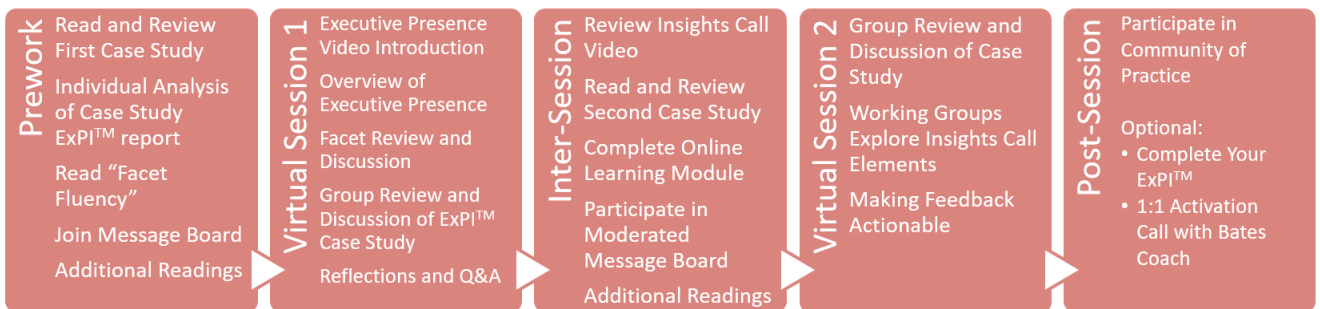 Prework
Read and Review
First Case Study
Individual Analysis
of Case Study
ExPI™ report
Read “Facet
Fluency”
Join Message Board
Additional Readings
Virtual Session 1
Executive Presence
Video Introduction
Overview of
Executive Presence
Facet Review and
Discussion
Group Review and
Discussion of ExPI™
Case Study
Reflections and Q&A
Inter-Session
Review Insights Call
Video
Read and Review
Second Case Study
Complete Online
Learning Module
Participate in
Moderated
Message Board
Additional Readings
Virtual Session 2
Group Review and
Discussion of Case
Study
Working Groups
Explore Insights Call
Elements
Making Feedback
Actionable
Post-Session
Participate in
Community of
Practice
Optional:
• Complete Your
ExPI™
• 1:1 Activation
Call with Bates
Coach